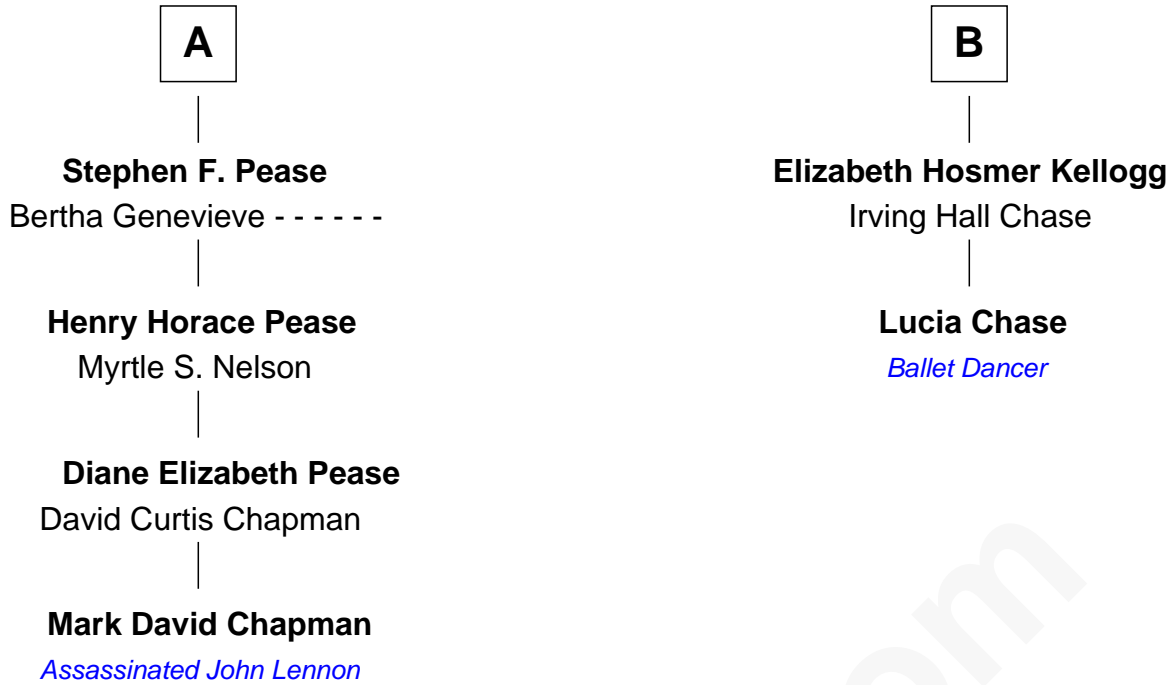 A
Stephen F. Pease
Bertha Genevieve - - - - - -
Henry Horace Pease
Myrtle S. Nelson
Diane Elizabeth Pease
David Curtis Chapman
Mark David Chapman
Assassinated John Lennon
B
Elizabeth Hosmer Kellogg
Irving Hall Chase
Lucia Chase
Ballet Dancer
om